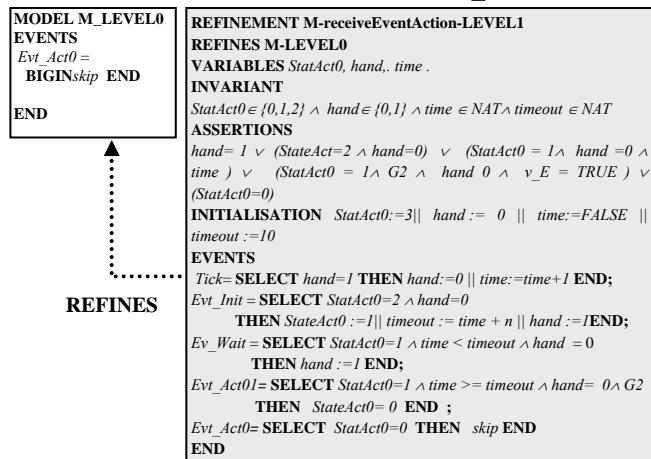 MODEL M_LEVEL0
EVENTS
Evt_Act0 =
BIGINskip END
END
REFINES
REFINEMENT M-receiveEventAction-LEVEL1
REFINES M-LEVEL0
VARIABLES StatAct0, hand,. time .
INVARIANT
StatAct0 ∈ {0,1,2} ∧ hand ∈ {0,1} ∧ time ∈ NAT ∧ timeout ∈ NAT
ASSERTIONS
hand= 1 ∨ (StateAct=2 ∧ hand=0) ∨ (StatAct0 = 1∧ hand =0 ∧
time ) ∨ (StatAct0 = 1∧ G2 ∧ hand 0 ∧ v_E = TRUE ) ∨
(StatAct0=0)
INITIALISATION StatAct0:=3|| hand := 0 || time:=FALSE ||
timeout :=10
EVENTS
Tick= SELECT hand=1 THEN hand:=0 || time:=time+1 END;
Evt_Init = SELECT StatAct0=2 ∧ hand=0
THEN StateAct0 :=1|| timeout := time + n || hand :=1END;
Ev_Wait = SELECT StatAct0=1 ∧ time < timeout ∧ hand = 0
THEN hand :=1 END;
Evt_Act01= SELECT StatAct0=1 ∧ time >= timeout ∧ hand= 0∧ G2
THEN StateAct0= 0 END ;
Evt_Act0= SELECT StatAct0=0 THEN skip END
END